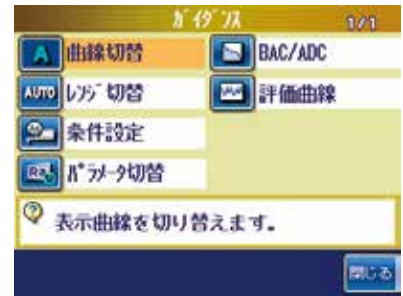 ｶﾞｲﾀﾞﾝｽ 1/1
A 曲線切替
BAC/ADC
AUTO ﾚﾝｼﾞ切替
評価曲線
条件設定
Ra ﾊﾟﾗﾒｰﾀ切替
表示曲線を切り替えます。
閉じる